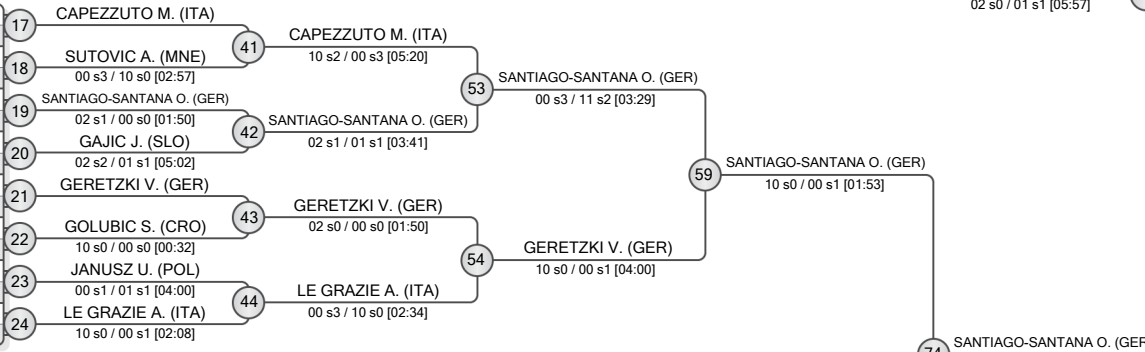 02 s0 / 01 s1 [05:57]
17
CAPEZZUTO M. (ITA)
18
SUTOVIC A. (MNE)
00 s3 / 10 s0 [02:57]
41
CAPEZZUTO M. (ITA)
10 s2 / 00 s3 [05:20]
19
SANTIAGO-SANTANA O. (GER)
02 s1 / 00 s0 [01:50]
20
GAJIC J. (SLO)
02 s2 / 01 s1 [05:02]
42
SANTIAGO-SANTANA O. (GER)
02 s1 / 01 s1 [03:41]
53
SANTIAGO-SANTANA O. (GER)
00 s3 / 11 s2 [03:29]
21
GERETZKI V. (GER)
22
GOLUBIC S. (CRO)
10 s0 / 00 s0 [00:32]
43
GERETZKI V. (GER)
02 s0 / 00 s0 [01:50]
23
JANUSZ U. (POL)
00 s1 / 01 s1 [04:00]
24
LE GRAZIE A. (ITA)
10 s0 / 00 s1 [02:08]
44
LE GRAZIE A. (ITA)
00 s3 / 10 s0 [02:34]
54
GERETZKI V. (GER)
10 s0 / 00 s1 [04:00]
59
SANTIAGO-SANTANA O. (GER)
10 s0 / 00 s1 [01:53]
74
SANTIAGO-SANTANA O. (GER